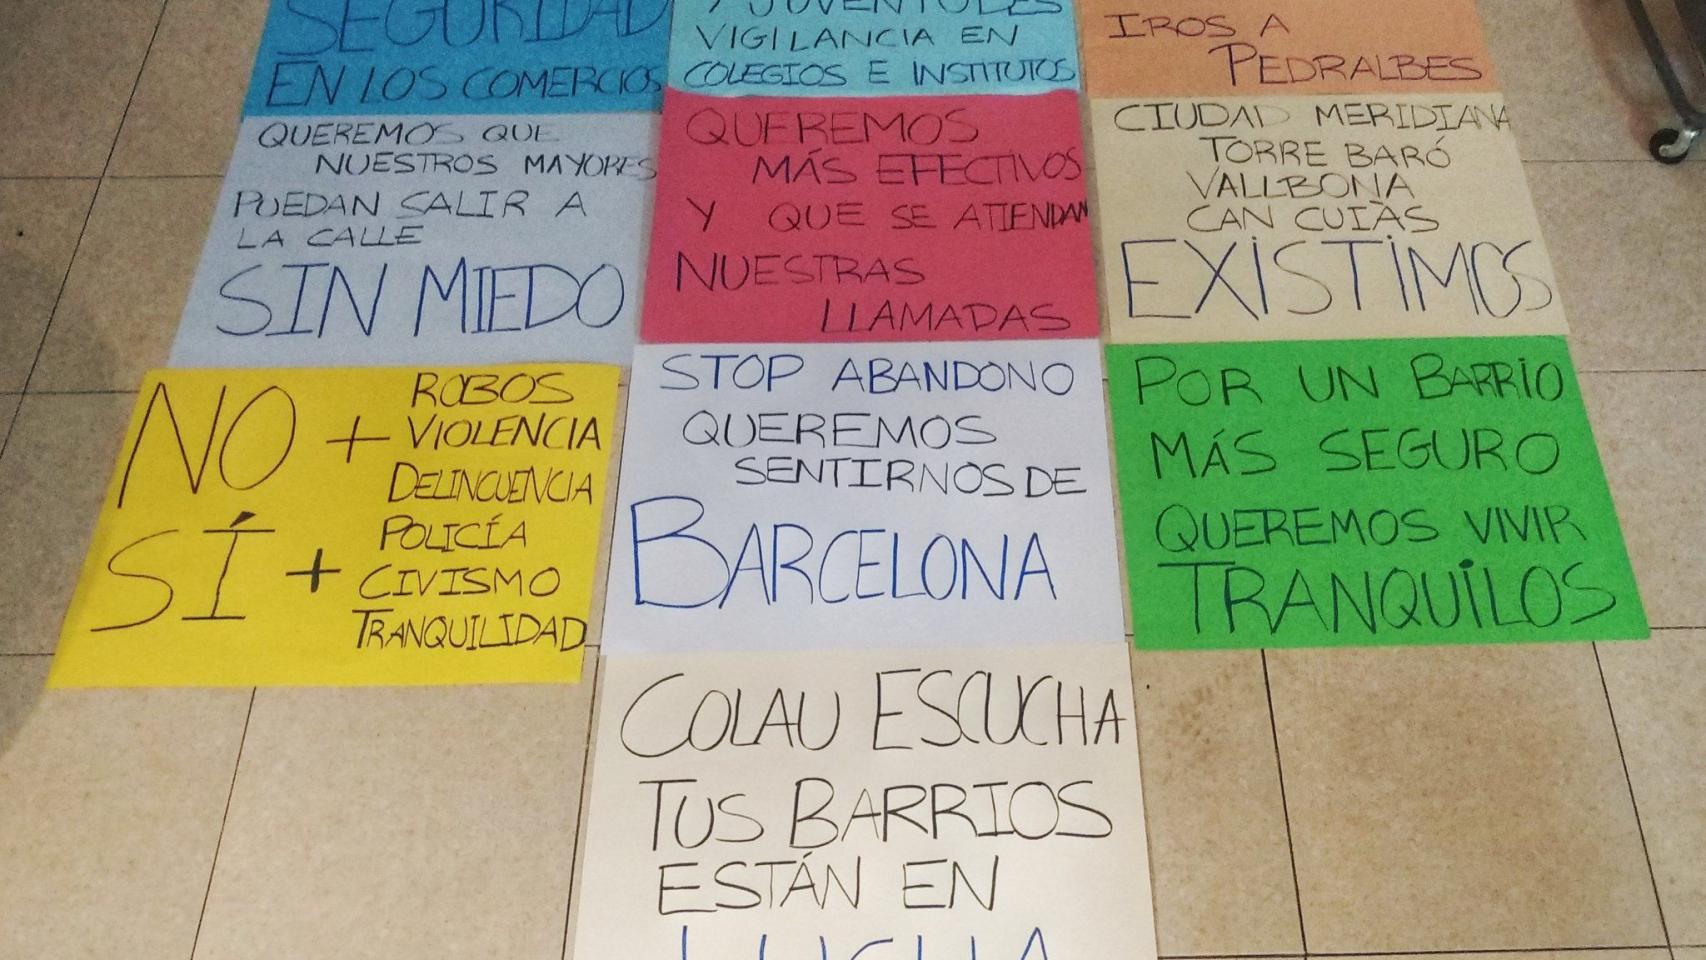 SEGURIDAD
EN LOS COMERCIOS
Y JUVENTUDES
VIGILANCIA EN
COLEGIOS E INSTITUTOS
IROS A
PEDRALBES
QUEREMOS QUE
NUESTROS MAYORES
PUEDAN SALIR A
LA CALLE
SIN MIEDO
QUEREMOS
MÁS EFECTIVOS
Y QUE SE ATIENDAN
NUESTRAS
LLAMADAS
CIUDAD MERIDIANA
TORRE BARÓ
VALLBONA
CAN CUIÀS
EXISTIMOS
NO + ROBOS
VIOLENCIA
DELINCUENCIA
SÍ + POLICÍA
CIVISMO
TRANQUILIDAD
STOP ABANDONO
QUEREMOS
SENTIRNOS DE
BARCELONA
POR UN BARRIO
MÁS SEGURO
QUEREMOS VIVIR
TRANQUILOS
COLAU ESCUCHA
TUS BARRIOS
ESTÁN EN
LUCHA